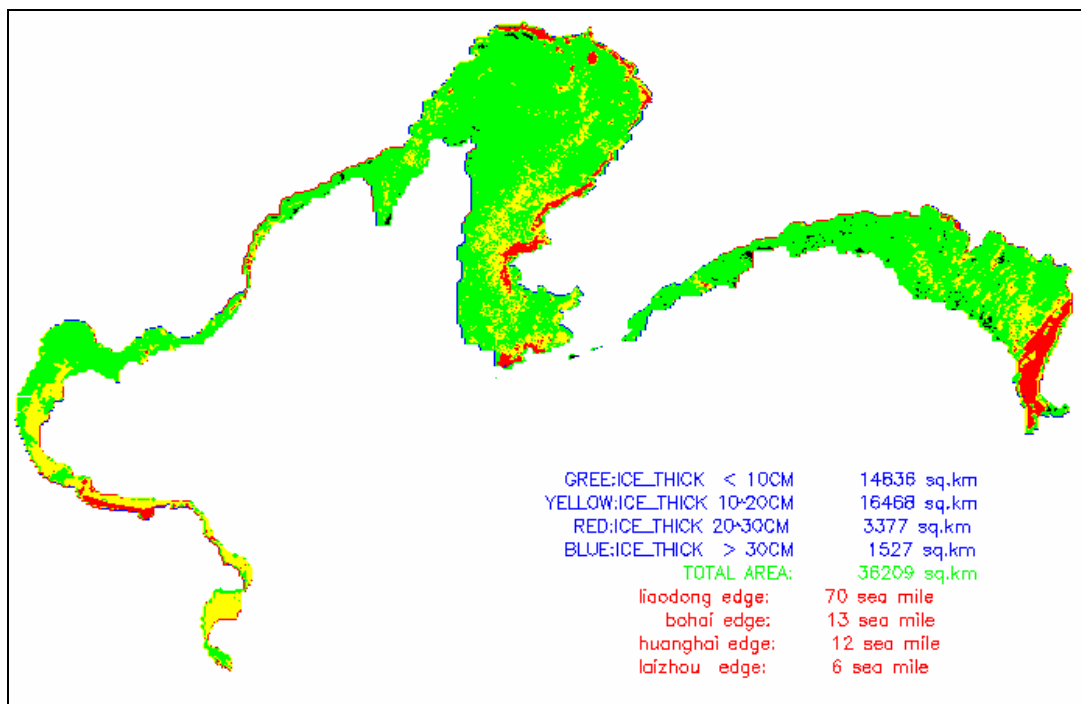 GREE:ICE_THICK < 10CM 14836 sq.km
YELLOW:ICE_THICK 10~20CM 16468 sq.km
RED:ICE_THICK 20~30CM 3377 sq.km
BLUE:ICE_THICK > 30CM 1527 sq.km
TOTAL AREA: 36209 sq.km
liaodong edge: 70 sea mile
bohai edge: 13 sea mile
huanghai edge: 12 sea mile
laizhou edge: 6 sea mile